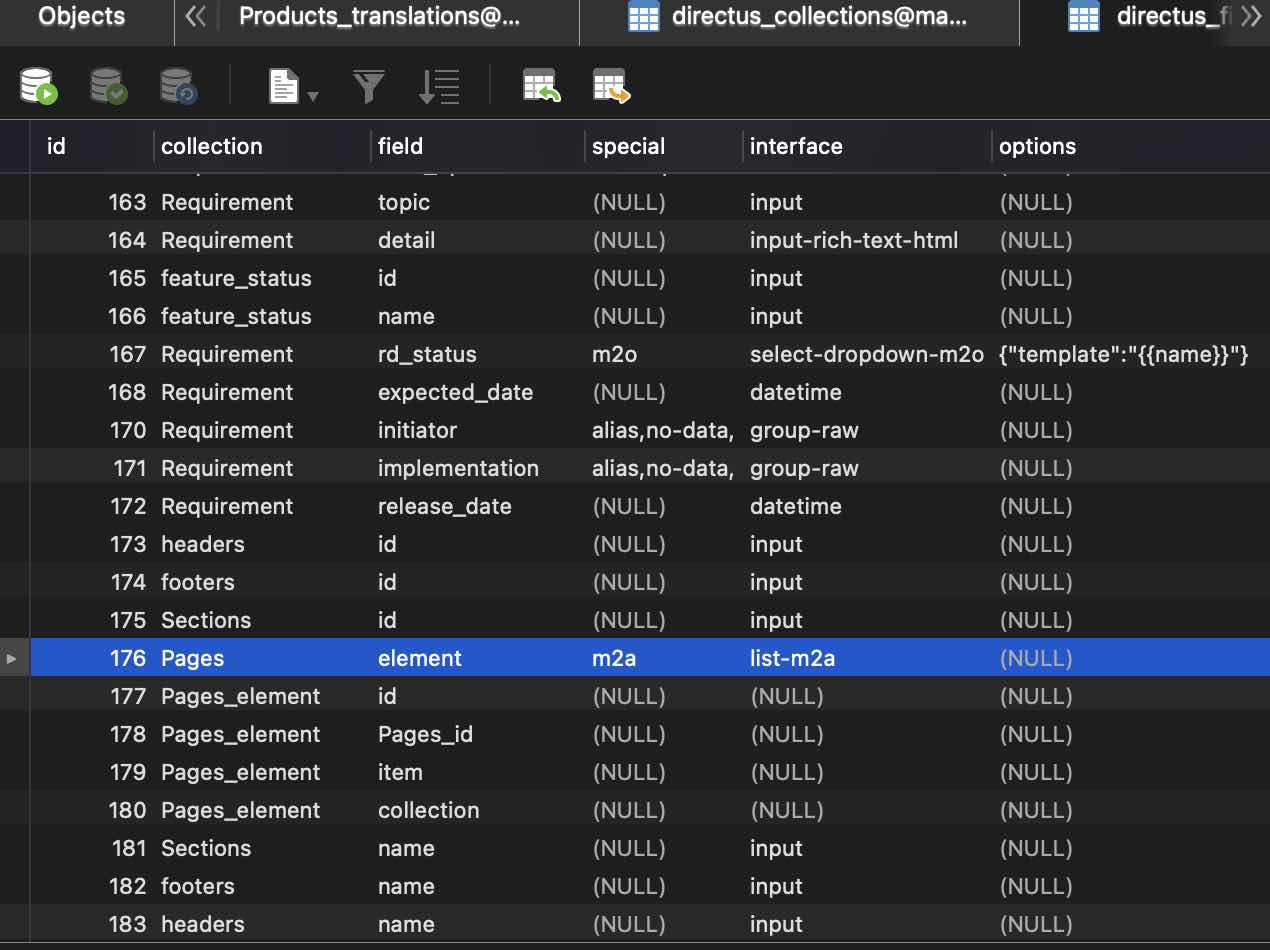 Objects Products_translations@... directus_collections@ma... directus_fi
id collection field special interface options
163 Requirement topic (NULL) input (NULL)
164 Requirement detail (NULL) input-rich-text-html (NULL)
165 feature_status id (NULL) input (NULL)
166 feature_status name (NULL) input (NULL)
167 Requirement rd_status m2o select-dropdown-m2o {"template":"{{name}}"}
168 Requirement expected_date (NULL) datetime (NULL)
170 Requirement initiator alias,no-data, group-raw (NULL)
171 Requirement implementation alias,no-data, group-raw (NULL)
172 Requirement release_date (NULL) datetime (NULL)
173 headers id (NULL) input (NULL)
174 footers id (NULL) input (NULL)
175 Sections id (NULL) input (NULL)
176 Pages element m2a list-m2a (NULL)
177 Pages_element id (NULL) (NULL) (NULL)
178 Pages_element Pages_id (NULL) (NULL) (NULL)
179 Pages_element item (NULL) (NULL) (NULL)
180 Pages_element collection (NULL) (NULL) (NULL)
181 Sections name (NULL) input (NULL)
182 footers name (NULL) input (NULL)
183 headers name (NULL) input (NULL)